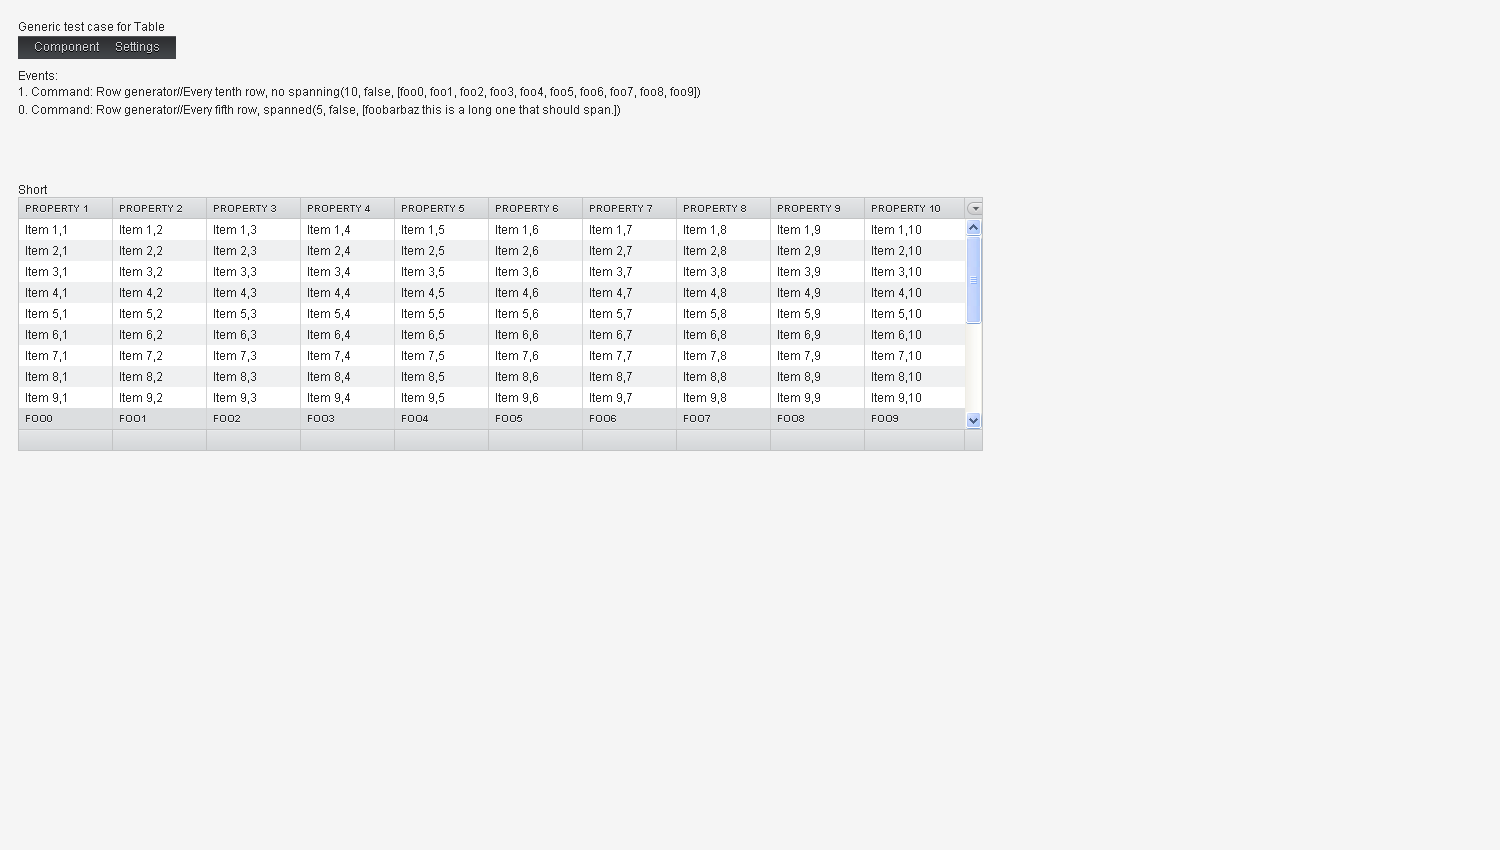 Generic test case for Table
Component Settings
Events:
1. Command: Row generator//Every tenth row, no spanning(10, false, [foo0, foo1, foo2, foo3, foo4, foo5, foo6, foo7, foo8, foo9])
0. Command: Row generator//Every fifth row, spanned(5, false, [foobarbaz this is a long one that should span.])
Short
PROPERTY 1 PROPERTY 2 PROPERTY 3 PROPERTY 4 PROPERTY 5 PROPERTY 6 PROPERTY 7 PROPERTY 8 PROPERTY 9 PROPERTY 10
Item 1,1 Item 1,2 Item 1,3 Item 1,4 Item 1,5 Item 1,6 Item 1,7 Item 1,8 Item 1,9 Item 1,10
Item 2,1 Item 2,2 Item 2,3 Item 2,4 Item 2,5 Item 2,6 Item 2,7 Item 2,8 Item 2,9 Item 2,10
Item 3,1 Item 3,2 Item 3,3 Item 3,4 Item 3,5 Item 3,6 Item 3,7 Item 3,8 Item 3,9 Item 3,10
Item 4,1 Item 4,2 Item 4,3 Item 4,4 Item 4,5 Item 4,6 Item 4,7 Item 4,8 Item 4,9 Item 4,10
Item 5,1 Item 5,2 Item 5,3 Item 5,4 Item 5,5 Item 5,6 Item 5,7 Item 5,8 Item 5,9 Item 5,10
Item 6,1 Item 6,2 Item 6,3 Item 6,4 Item 6,5 Item 6,6 Item 6,7 Item 6,8 Item 6,9 Item 6,10
Item 7,1 Item 7,2 Item 7,3 Item 7,4 Item 7,5 Item 7,6 Item 7,7 Item 7,8 Item 7,9 Item 7,10
Item 8,1 Item 8,2 Item 8,3 Item 8,4 Item 8,5 Item 8,6 Item 8,7 Item 8,8 Item 8,9 Item 8,10
Item 9,1 Item 9,2 Item 9,3 Item 9,4 Item 9,5 Item 9,6 Item 9,7 Item 9,8 Item 9,9 Item 9,10
FOO0 FOO1 FOO2 FOO3 FOO4 FOO5 FOO6 FOO7 FOO8 FOO9